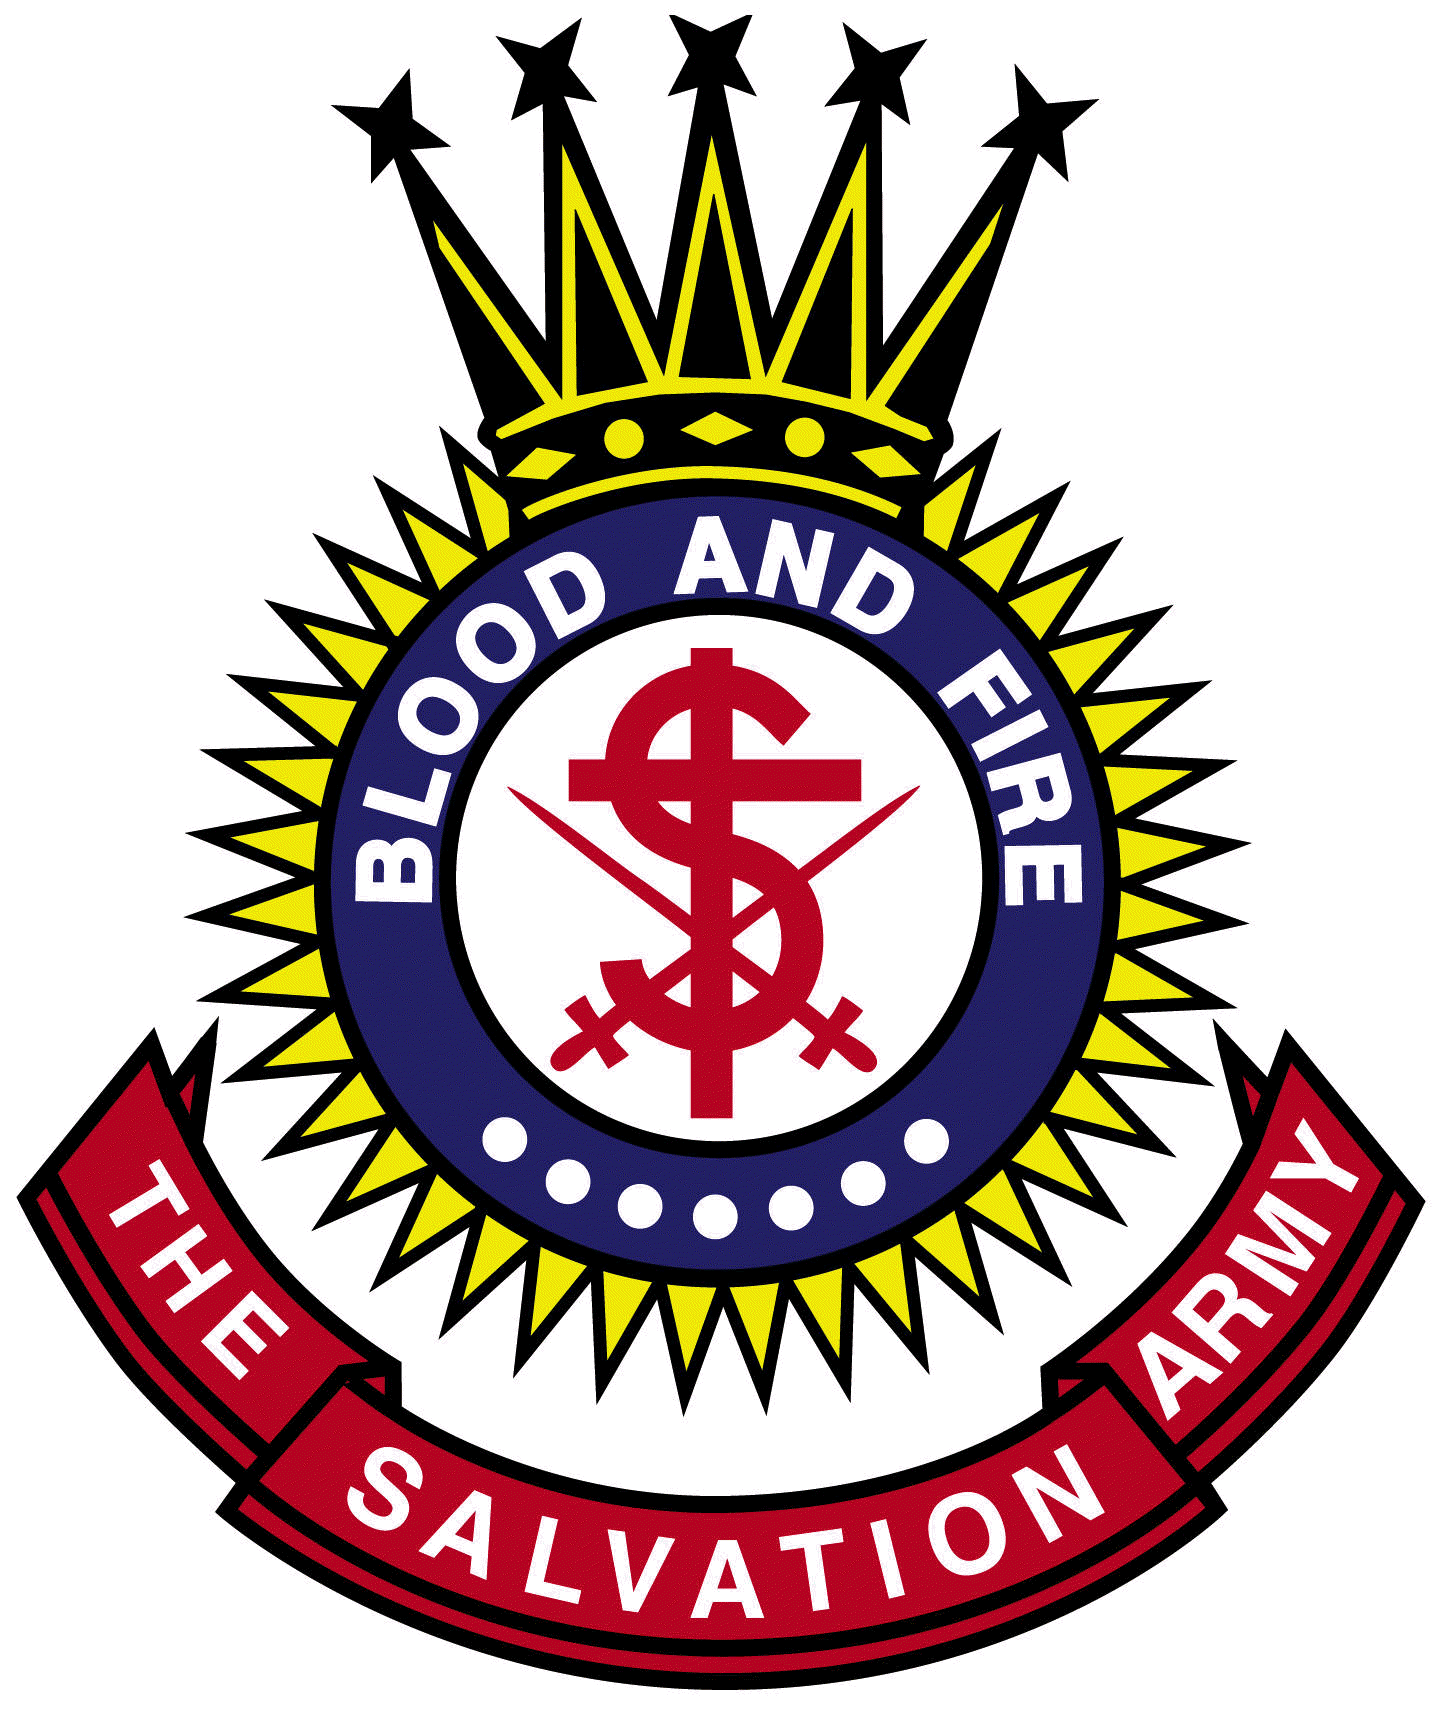 BLOOD AND FIRE
S
THE SALVATION ARMY